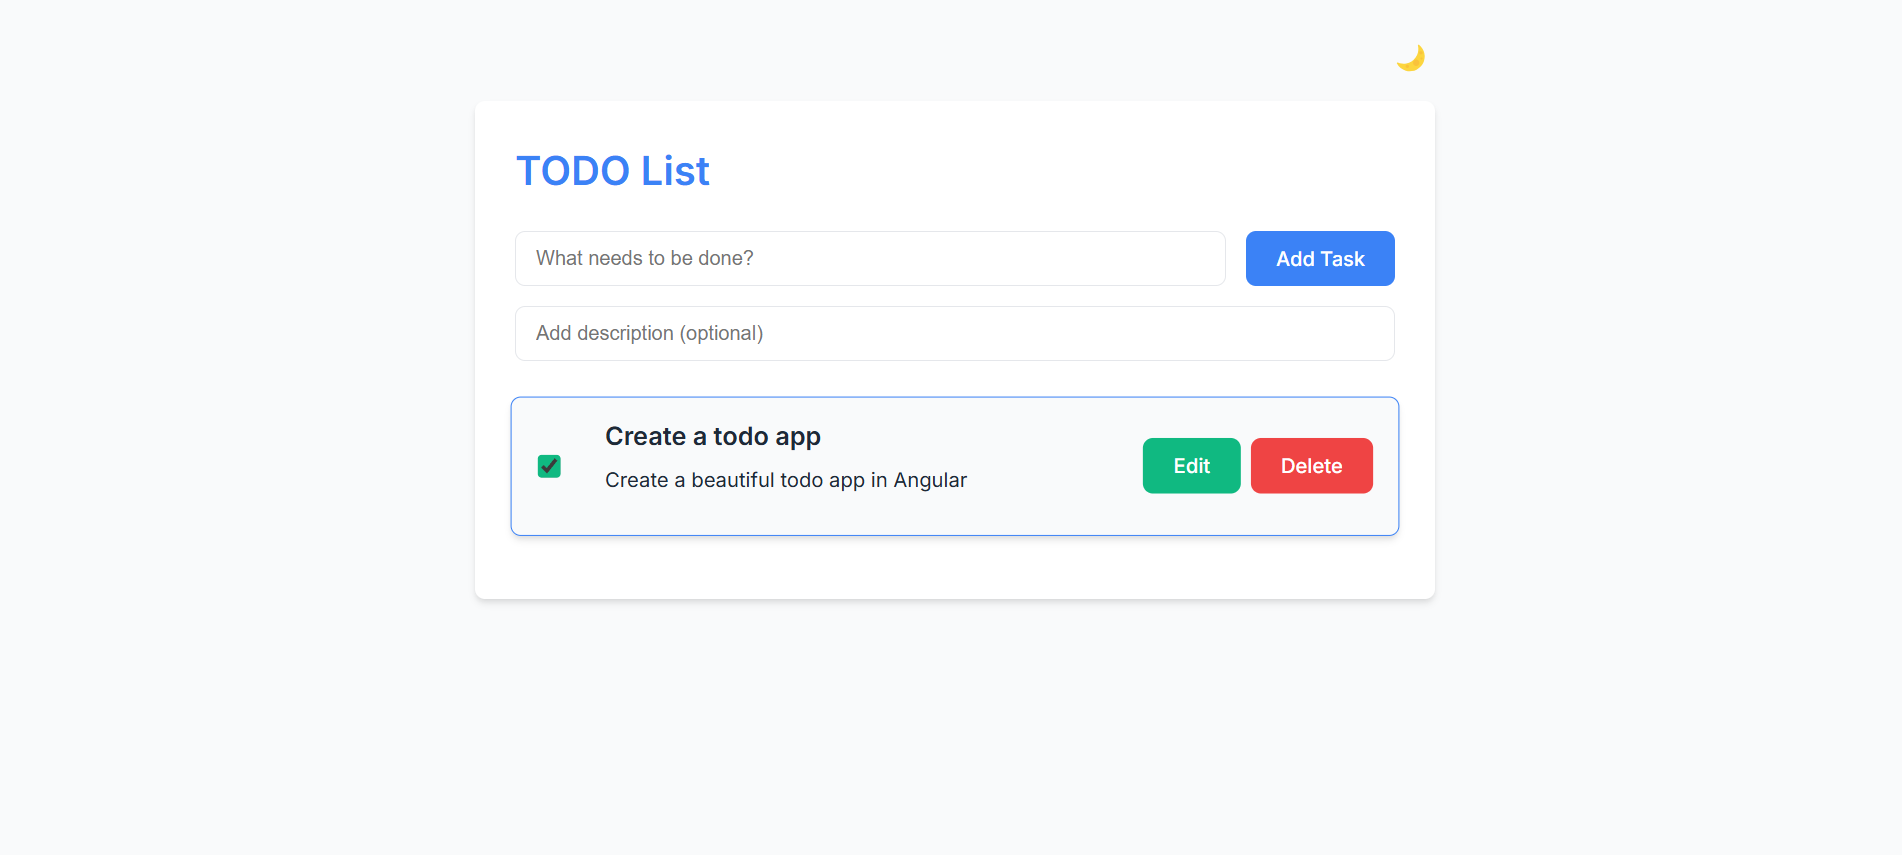 TODO List
What needs to be done?
Add Task
Add description (optional)
Create a todo app
Create a beautiful todo app in Angular
Edit
Delete